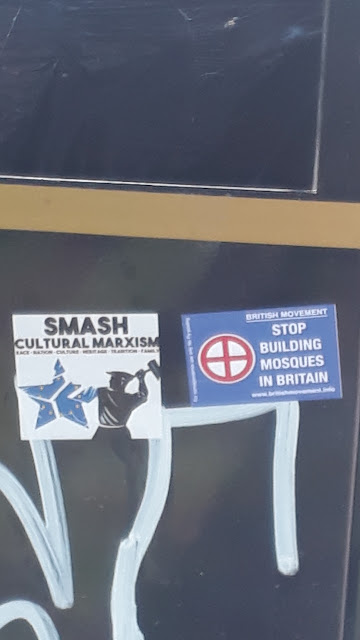 SMASH
CULTURAL MARXISM
RACE · NATION · CULTURE · HERITAGE · TRADITION · FAMILY
BRITISH MOVEMENT
STOP
BUILDING
MOSQUES
IN BRITAIN
www.britishmovement.info